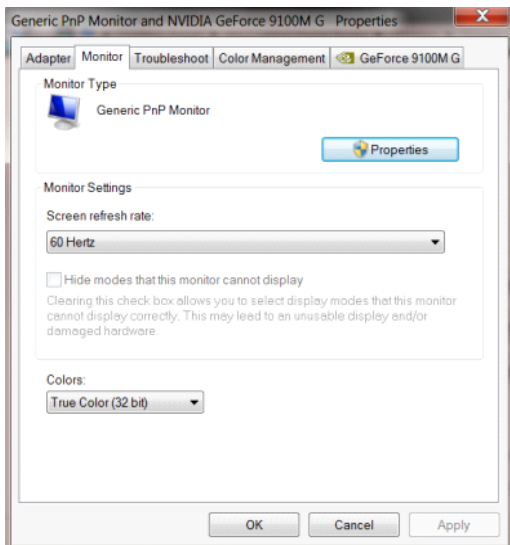 Generic PnP Monitor and NVIDIA GeForce 9100M G Properties
Adapter Monitor Troubleshoot Color Management GeForce 9100M G
Monitor Type
Generic PnP Monitor
Properties
Monitor Settings
Screen refresh rate:
60 Hertz
Hide modes that this monitor cannot display
Clearing this check box allows you to select display modes that this monitor
cannot display correctly. This may lead to an unusable display and/or
damaged hardware
Colors:
True Color (32 bit)
OK Cancel Apply